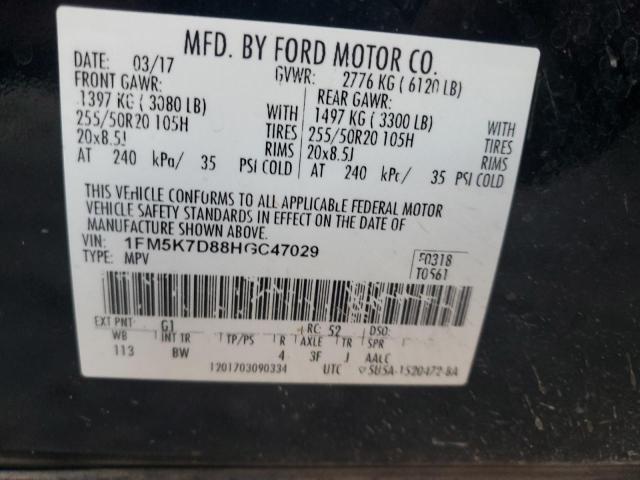 MFD. BY FORD MOTOR CO.
DATE: 03/17 GVWR: 2776 KG ( 6120 LB)
FRONT GAWR: REAR GAWR:
1397 KG ( 3080 LB) WITH 1497 KG ( 3300 LB) WITH
255/50R20 105H TIRES 255/50R20 105H TIRES
20x8.5J RIMS 20x8.5J RIMS
AT 240 kPa/ 35 PSI COLD AT 240 kPa/ 35 PSI COLD
THIS VEHICLE CONFORMS TO ALL APPLICABLE FEDERAL MOTOR
VEHICLE SAFETY STANDARDS IN EFFECT ON THE DATE OF
MANUFACTURE SHOWN ABOVE.
VIN: 1FM5K7D88HGC47029
TYPE: MPV
F0318
T0561
EXT PNT: G1 RC: 52 DSO:
WB INT TR TP/PS R AXLE TR SPR
113 BW 4 3F J AALC
1201703090334 UTC 5U5A-1520472-BA